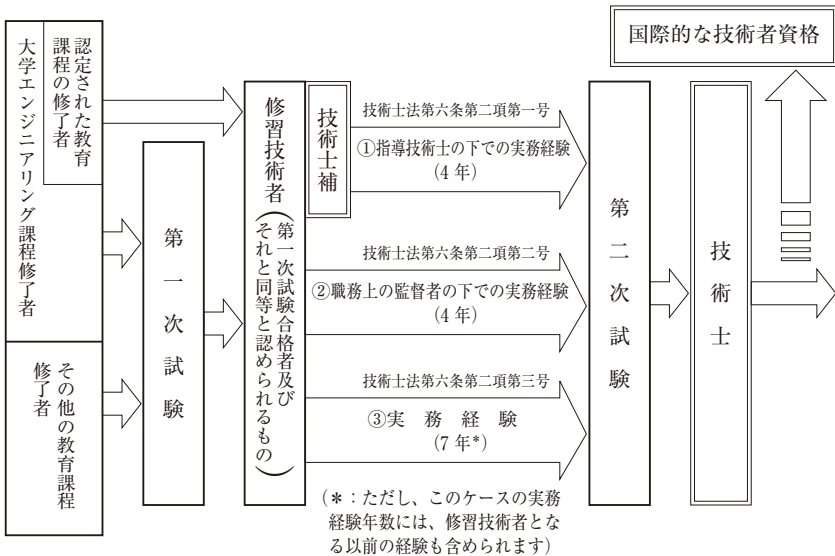 国際的な技術者資格
認定された教育
課程の修了者
大学エンジニアリング課程修了者
その他の教育課程
修了者
第一次試験
修習技術者
(第一次試験合格者及び
それと同等と認められるもの)
技術士補
技術士法第六条第二項第一号
①指導技術士の下での実務経験
(4 年)
技術士法第六条第二項第二号
②職務上の監督者の下での実務経験
(4 年)
技術士法第六条第二項第三号
③実務経験
(7 年*)
(*:ただし、このケースの実務
経験年数には、修習技術者とな
る以前の経験も含められます)
第二次試験
技術士